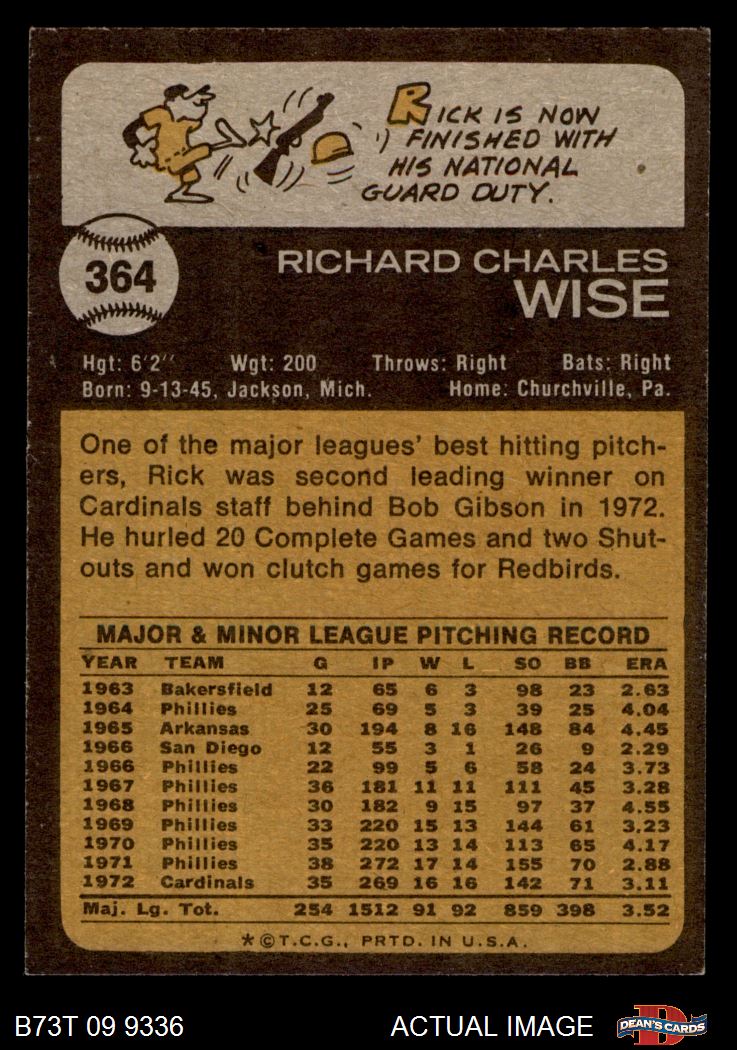 RICK IS NOW
FINISHED WITH
HIS NATIONAL
GUARD DUTY.
364
RICHARD CHARLES
WISE
Hgt: 6'2" Wgt: 200 Throws: Right Bats: Right
Born: 9-13-45, Jackson, Mich. Home: Churchville, Pa.
One of the major leagues' best hitting pitch-
ers, Rick was second leading winner on
Cardinals staff behind Bob Gibson in 1972.
He hurled 20 Complete Games and two Shut-
outs and won clutch games for Redbirds.
MAJOR & MINOR LEAGUE PITCHING RECORD
YEAR TEAM G IP W L SO BB ERA
1963 Bakersfield 12 65 6 3 98 23 2.63
1964 Phillies 25 69 5 3 39 25 4.04
1965 Arkansas 30 194 8 16 148 84 4.45
1966 San Diego 12 55 3 1 26 9 2.29
1966 Phillies 22 99 5 6 58 24 3.73
1967 Phillies 36 181 11 11 111 45 3.28
1968 Phillies 30 182 9 15 97 37 4.55
1969 Phillies 33 220 15 13 144 61 3.23
1970 Phillies 35 220 13 14 113 65 4.17
1971 Phillies 38 272 17 14 155 70 2.88
1972 Cardinals 35 269 16 16 142 71 3.11
Maj. Lg. Tot. 254 1512 91 92 859 398 3.52
*©T.C.G., PRTD. IN U.S.A.
B73T 09 9336 ACTUAL IMAGE D DEAN'S CARDS